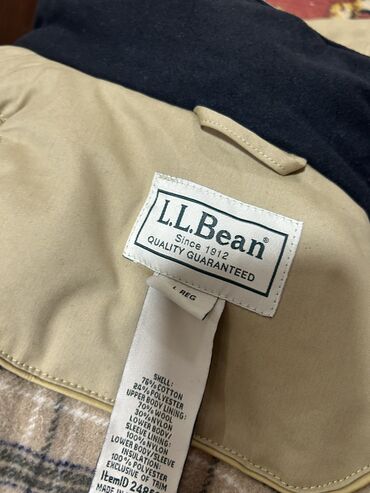 L.L.Bean®
Since 1912
QUALITY GUARANTEED
L REG
SHELL:
76% COTTON
24% POLYESTER
UPPER BODY LINING:
70% WOOL
30% NYLON
LOWER BODY/
SLEEVE LINING:
100% NYLON
LOWER BODY/SLEEVE
INSULATION:
100% POLYESTER
EXCLUSIVE OF TRIM
ItemID
MADE IN